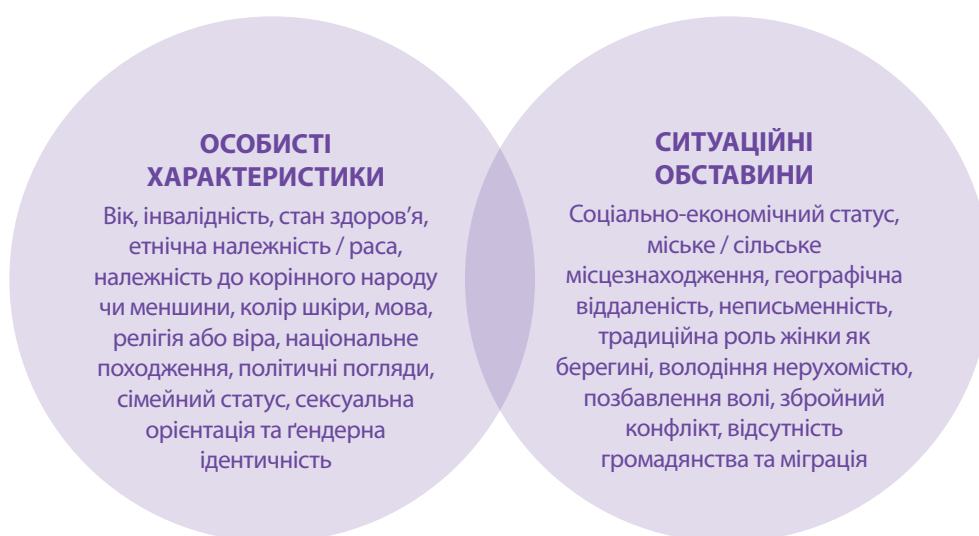 ОСОБИСТІ
ХАРАКТЕРИСТИКИ
Вік, інвалідність, стан здоров’я,
етнічна належність / раса,
належність до корінного народу
чи меншини, колір шкіри, мова,
релігія або віра, національне
походження, політичні погляди,
сімейний статус, сексуальна
орієнтація та ґендерна
ідентичність
СИТУАЦІЙНІ
ОБСТАВИНИ
Соціально-економічний статус,
міське / сільське
місцезнаходження, географічна
віддаленість, неписьменність,
традиційна роль жінки як
берегині, володіння нерухомістю,
позбавлення волі, збройний
конфлікт, відсутність
громадянства та міграція